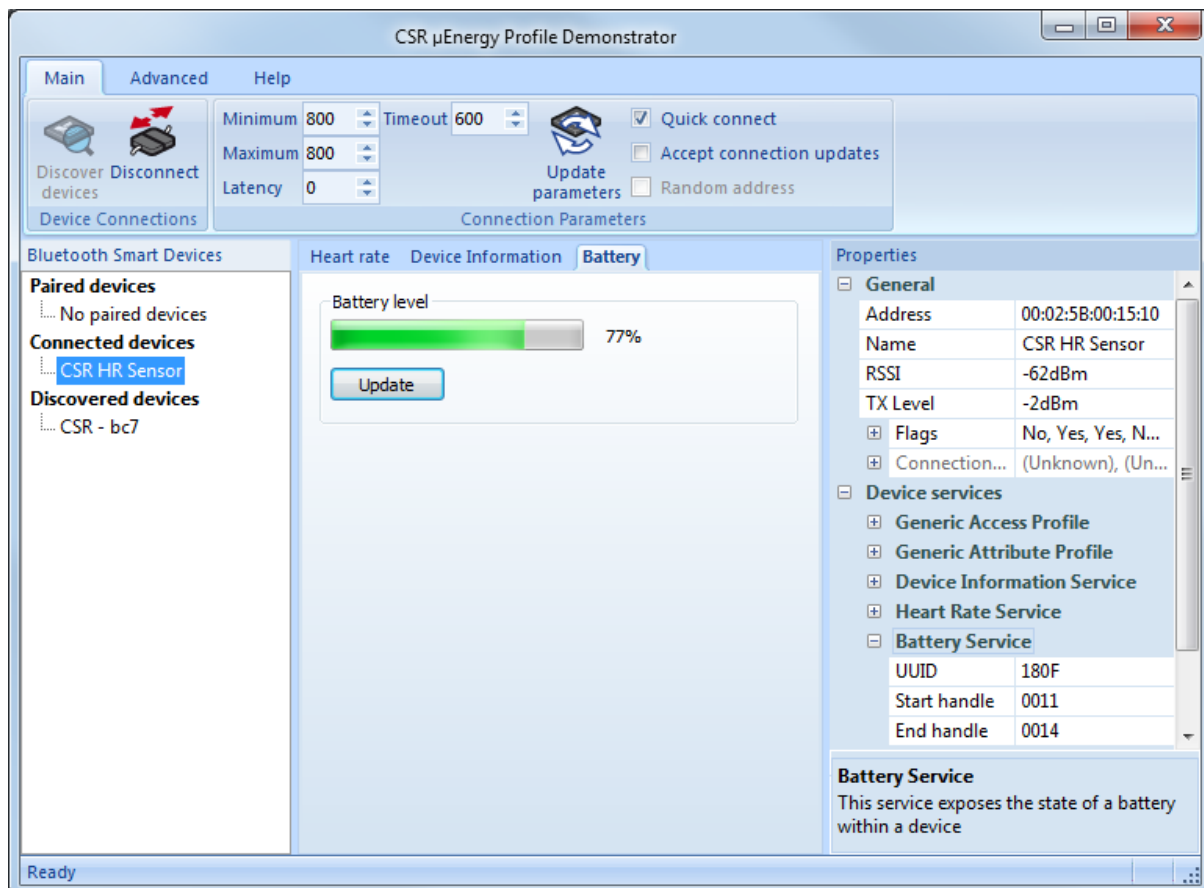 CSR µEnergy Profile Demonstrator
Main Advanced Help
Discover devices
Disconnect
Device Connections
Minimum 800 Timeout 600
Maximum 800
Latency 0
Update parameters
Quick connect
Accept connection updates
Random address
Connection Parameters
Bluetooth Smart Devices
Paired devices
No paired devices
Connected devices
CSR HR Sensor
Discovered devices
CSR - bc7
Heart rate Device Information Battery
Battery level
77%
Update
Properties
General
Address 00:02:5B:00:15:10
Name CSR HR Sensor
RSSI -62dBm
TX Level -2dBm
Flags No, Yes, Yes, N...
Connection... (Unknown), (Un...
Device services
Generic Access Profile
Generic Attribute Profile
Device Information Service
Heart Rate Service
Battery Service
UUID 180F
Start handle 0011
End handle 0014
Battery Service
This service exposes the state of a battery
within a device
Ready